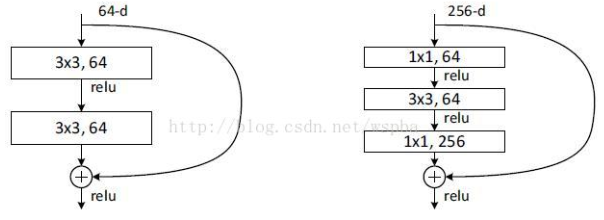 64-d
3x3, 64
relu
3x3, 64
relu
256-d
1x1, 64
relu
3x3, 64
relu
1x1, 256
relu
http://blog.csdn.net/wspba